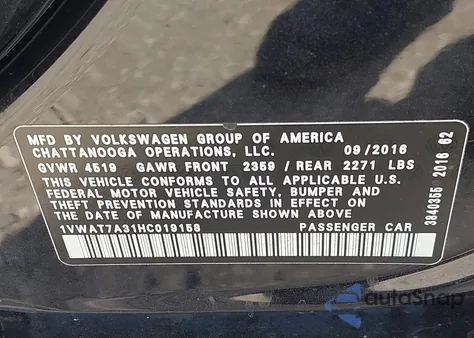 MFD BY VOLKSWAGEN GROUP OF AMERICA
CHATTANOOGA OPERATIONS, LLC. 09/2016
GVWR 4519 GAWR FRONT 2359 / REAR 2271 LBS
THIS VEHICLE CONFORMS TO ALL APPLICABLE U.S.
FEDERAL MOTOR VEHICLE SAFETY, BUMPER AND
THEFT PREVENTION STANDARDS IN EFFECT ON
THE DATE OF MANUFACTURE SHOWN ABOVE
1VWAT7A31HC019158 PASSENGER CAR
3840355 2016 62
autoSnap